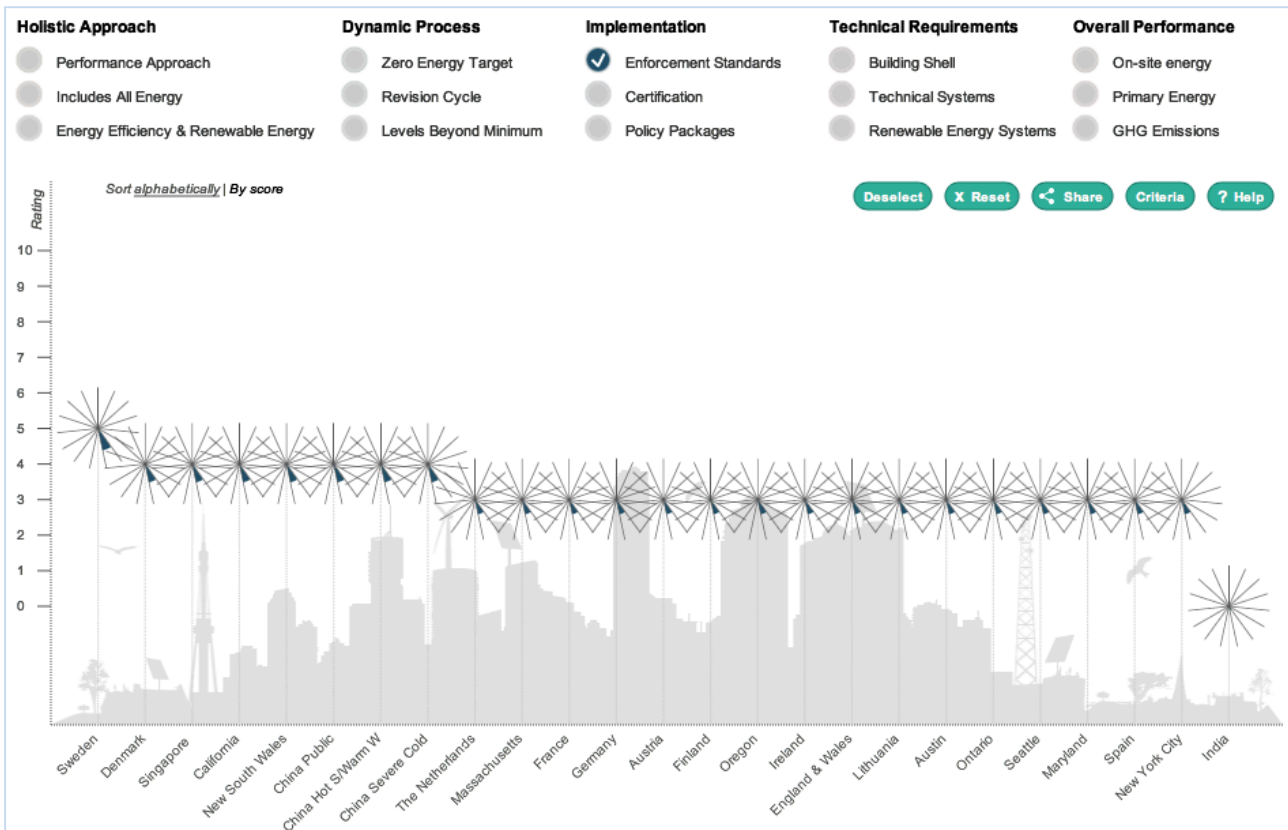 Holistic Approach
Performance Approach
Includes All Energy
Energy Efficiency & Renewable Energy
Dynamic Process
Zero Energy Target
Revision Cycle
Levels Beyond Minimum
Implementation
Enforcement Standards
Certification
Policy Packages
Technical Requirements
Building Shell
Technical Systems
Renewable Energy Systems
Overall Performance
On-site energy
Primary Energy
GHG Emissions
Sort alphabetically | By score
Deselect
X Reset
Share
Criteria
? Help
Rating
10
9
8
7
6
5
4
3
2
1
0
Sweden
Denmark
Singapore
California
New South Wales
China Public
China Hot S/Warm W
China Severe Cold
The Netherlands
Massachusetts
France
Germany
Austria
Finland
Oregon
Ireland
England & Wales
Lithuania
Austin
Ontario
Seattle
Maryland
Spain
New York City
India